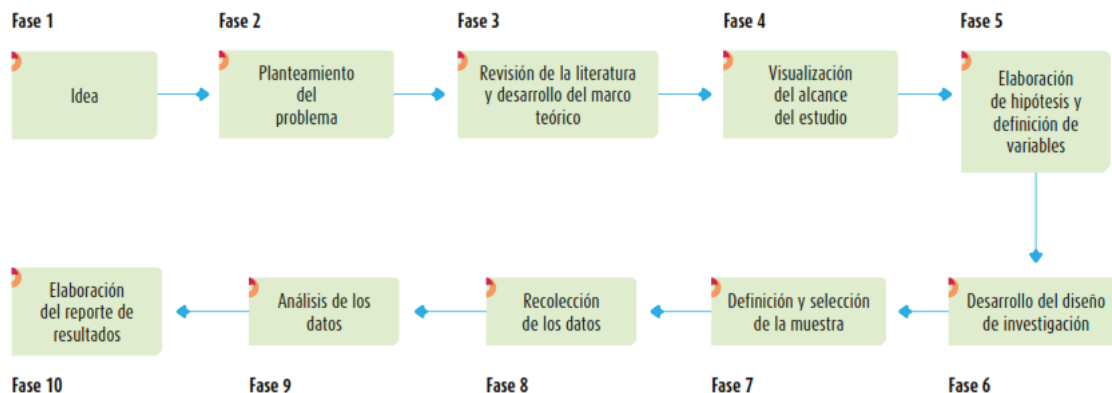 Fase 1
Fase 2
Fase 3
Fase 4
Fase 5
Idea
Planteamiento
del
problema
Revisión de la literatura
y desarrollo del marco
teórico
Visualización
del alcance
del estudio
Elaboración
de hipótesis y
definición de
variables
Elaboración
del reporte de
resultados
Análisis de los
datos
Recolección
de los datos
Definición y selección
de la muestra
Desarrollo del diseño
de investigación
Fase 10
Fase 9
Fase 8
Fase 7
Fase 6